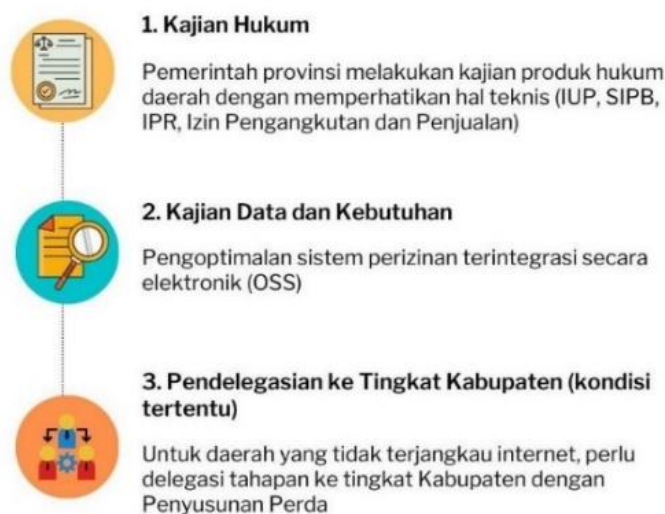 1. Kajian Hukum
Pemerintah provinsi melakukan kajian produk hukum
daerah dengan memperhatikan hal teknis (IUP, SIPB,
IPR, Izin Pengangkutan dan Penjualan)
2. Kajian Data dan Kebutuhan
Pengoptimalan sistem perizinan terintegrasi secara
elektronik (OSS)
3. Pendelegasian ke Tingkat Kabupaten (kondisi
tertentu)
Untuk daerah yang tidak terjangkau internet, perlu
delegasi tahapan ke tingkat Kabupaten dengan
Penyusunan Perda